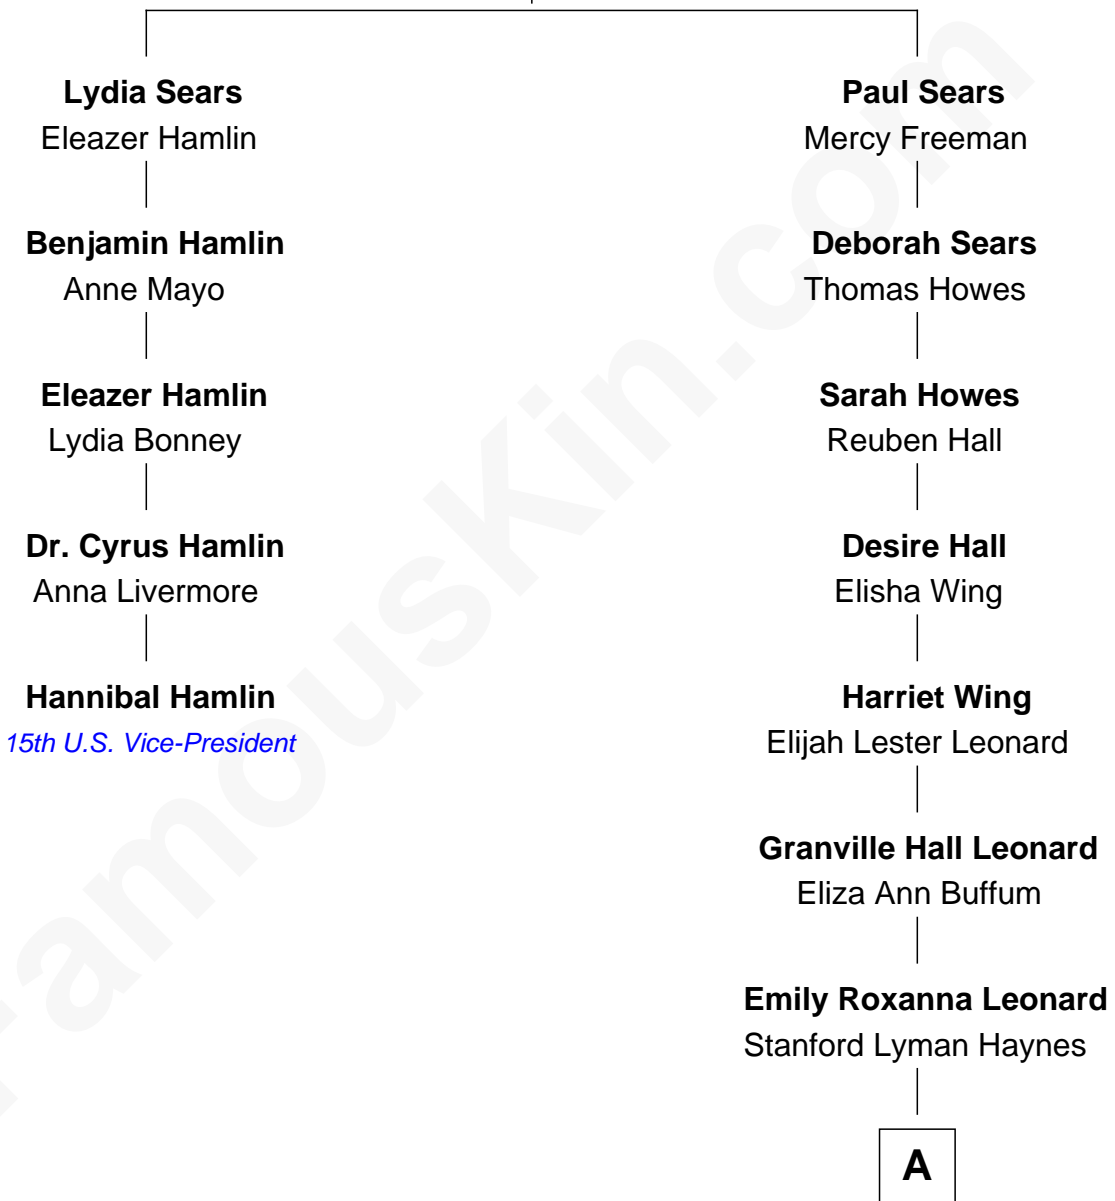 Lydia Sears
Eleazer Hamlin
Benjamin Hamlin
Anne Mayo
Eleazer Hamlin
Lydia Bonney
Dr. Cyrus Hamlin
Anna Livermore
Hannibal Hamlin
15th U.S. Vice-President
Paul Sears
Mercy Freeman
Deborah Sears
Thomas Howes
Sarah Howes
Reuben Hall
Desire Hall
Elisha Wing
Harriet Wing
Elijah Lester Leonard
Granville Hall Leonard
Eliza Ann Buffum
Emily Roxanna Leonard
Stanford Lyman Haynes
A
FamousKin.com